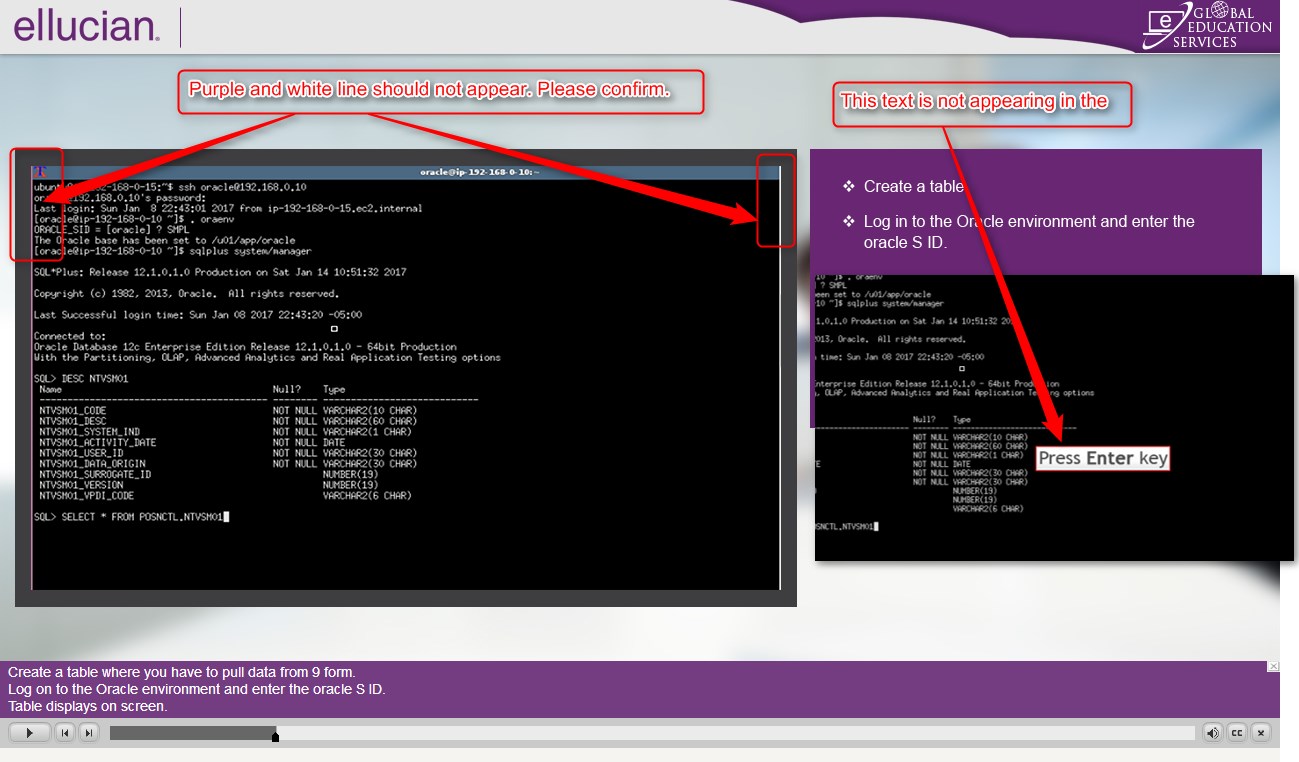 ellucian.
e GLOBAL
EDUCATION
SERVICES
Purple and white line should not appear. Please confirm.
This text is not appearing in the
oracle@ip-192-168-0-10:~
192-168-0-15:~$ ssh oracle@192.168.0.10
192.168.0.10's password:
Last login: Sun Jan  8 22:43:01 2017 from ip-192-168-0-15.ec2.internal
[oracle@ip-192-168-0-10 ~]$ . oraenv
ORACLE_SID = [oracle] ? SMPL
The Oracle base has been set to /u01/app/oracle
[oracle@ip-192-168-0-10 ~]$ sqlplus system/manager
SQL*Plus: Release 12.1.0.1.0 Production on Sat Jan 14 10:51:32 2017
Copyright (c) 1982, 2013, Oracle.  All rights reserved.
Last Successful login time: Sun Jan 08 2017 22:43:20 -05:00
Connected to:
Oracle Database 12c Enterprise Edition Release 12.1.0.1.0 - 64bit Production
With the Partitioning, OLAP, Advanced Analytics and Real Application Testing options
SQL> DESC NTVSM01
Name Null? Type
NTVSM01_CODE NOT NULL VARCHAR2(10 CHAR)
NTVSM01_DESC NOT NULL VARCHAR2(60 CHAR)
NTVSM01_SYSTEM_IND NOT NULL VARCHAR2(1 CHAR)
NTVSM01_ACTIVITY_DATE NOT NULL DATE
NTVSM01_USER_ID NOT NULL VARCHAR2(30 CHAR)
NTVSM01_DATA_ORIGIN NOT NULL VARCHAR2(30 CHAR)
NTVSM01_SURROGATE_ID NUMBER(19)
NTVSM01_VERSION NUMBER(19)
NTVSM01_VPDI_CODE VARCHAR2(6 CHAR)
SQL> SELECT * FROM POSNCTL.NTVSM01
❖ Create a table
❖ Log in to the Oracle environment and enter the
oracle S ID.
10 ~]$ . oraenv
? SMPL
een set to /u01/app/oracle
-10 ~]$ sqlplus system/manager
.1.0.1.0 Production on Sat Jan 14 10:51:32 20
2013, Oracle.  All rights reserved.
time: Sun Jan 08 2017 22:43:20 -05:00
Enterprise Edition Release 12.1.0.1.0 - 64bit Production
, OLAP, Advanced Analytics and Real Application Testing options
Null? Type
NOT NULL VARCHAR2(10 CHAR)
NOT NULL VARCHAR2(60 CHAR)
NOT NULL VARCHAR2(1 CHAR)
E NOT NULL DATE
NOT NULL VARCHAR2(30 CHAR)
NOT NULL VARCHAR2(30 CHAR)
NUMBER(19)
NUMBER(19)
VARCHAR2(6 CHAR)
Press Enter key
OSNCTL.NTVSM01
Create a table where you have to pull data from 9 form.
Log on to the Oracle environment and enter the oracle S ID.
Table displays on screen.
CC